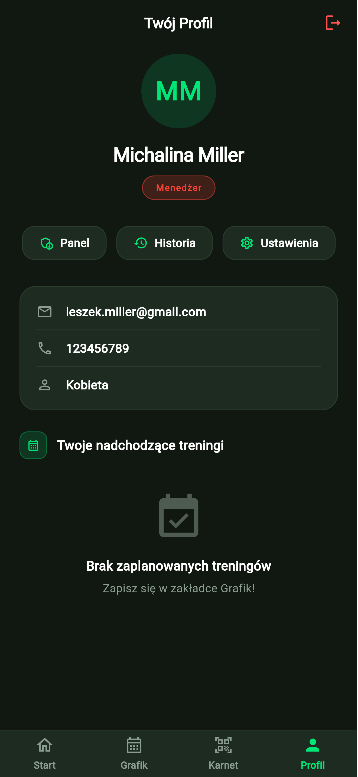 Twój Profil
MM
Michalina Miller
Menedżer
Panel
Historia
Ustawienia
leszek.miller@gmail.com
123456789
Kobieta
Twoje nadchodzące treningi
Brak zaplanowanych treningów
Zapisz się w zakładce Grafik!
Start
Grafik
Karnet
Profil